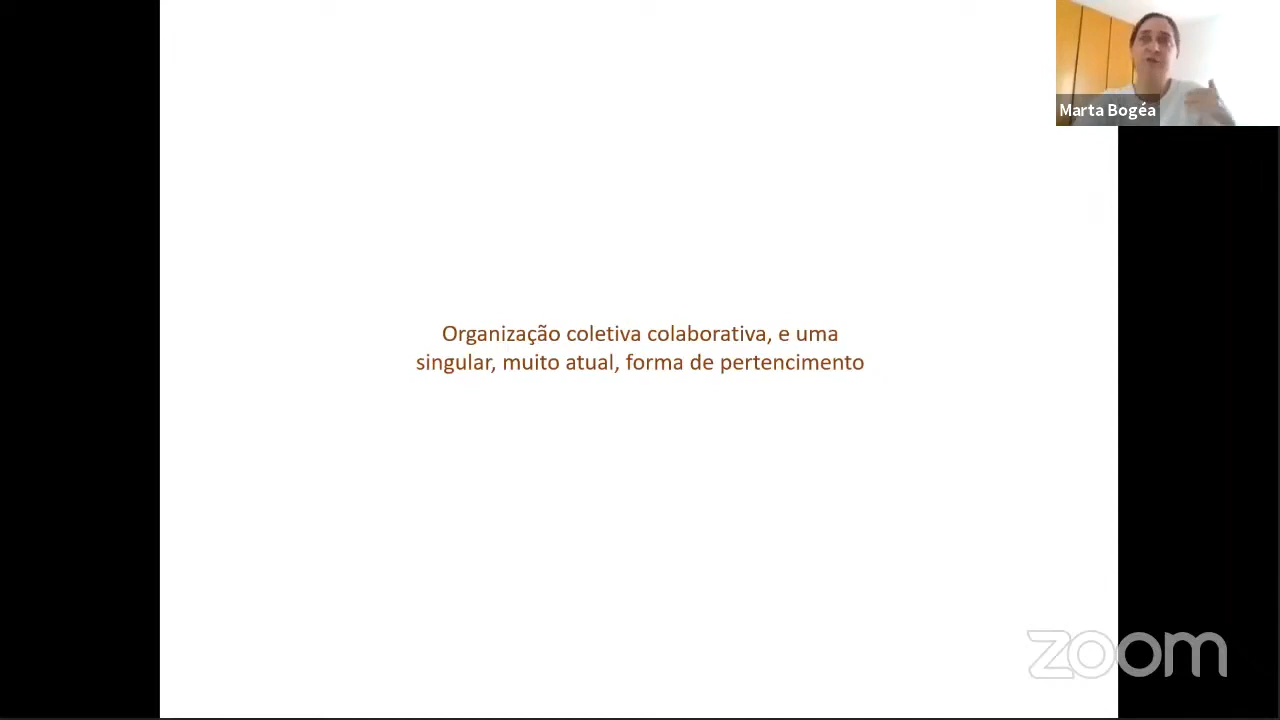 Marta Bogéa
Organização coletiva colaborativa, e uma
singular, muito atual, forma de pertencimento
zoom